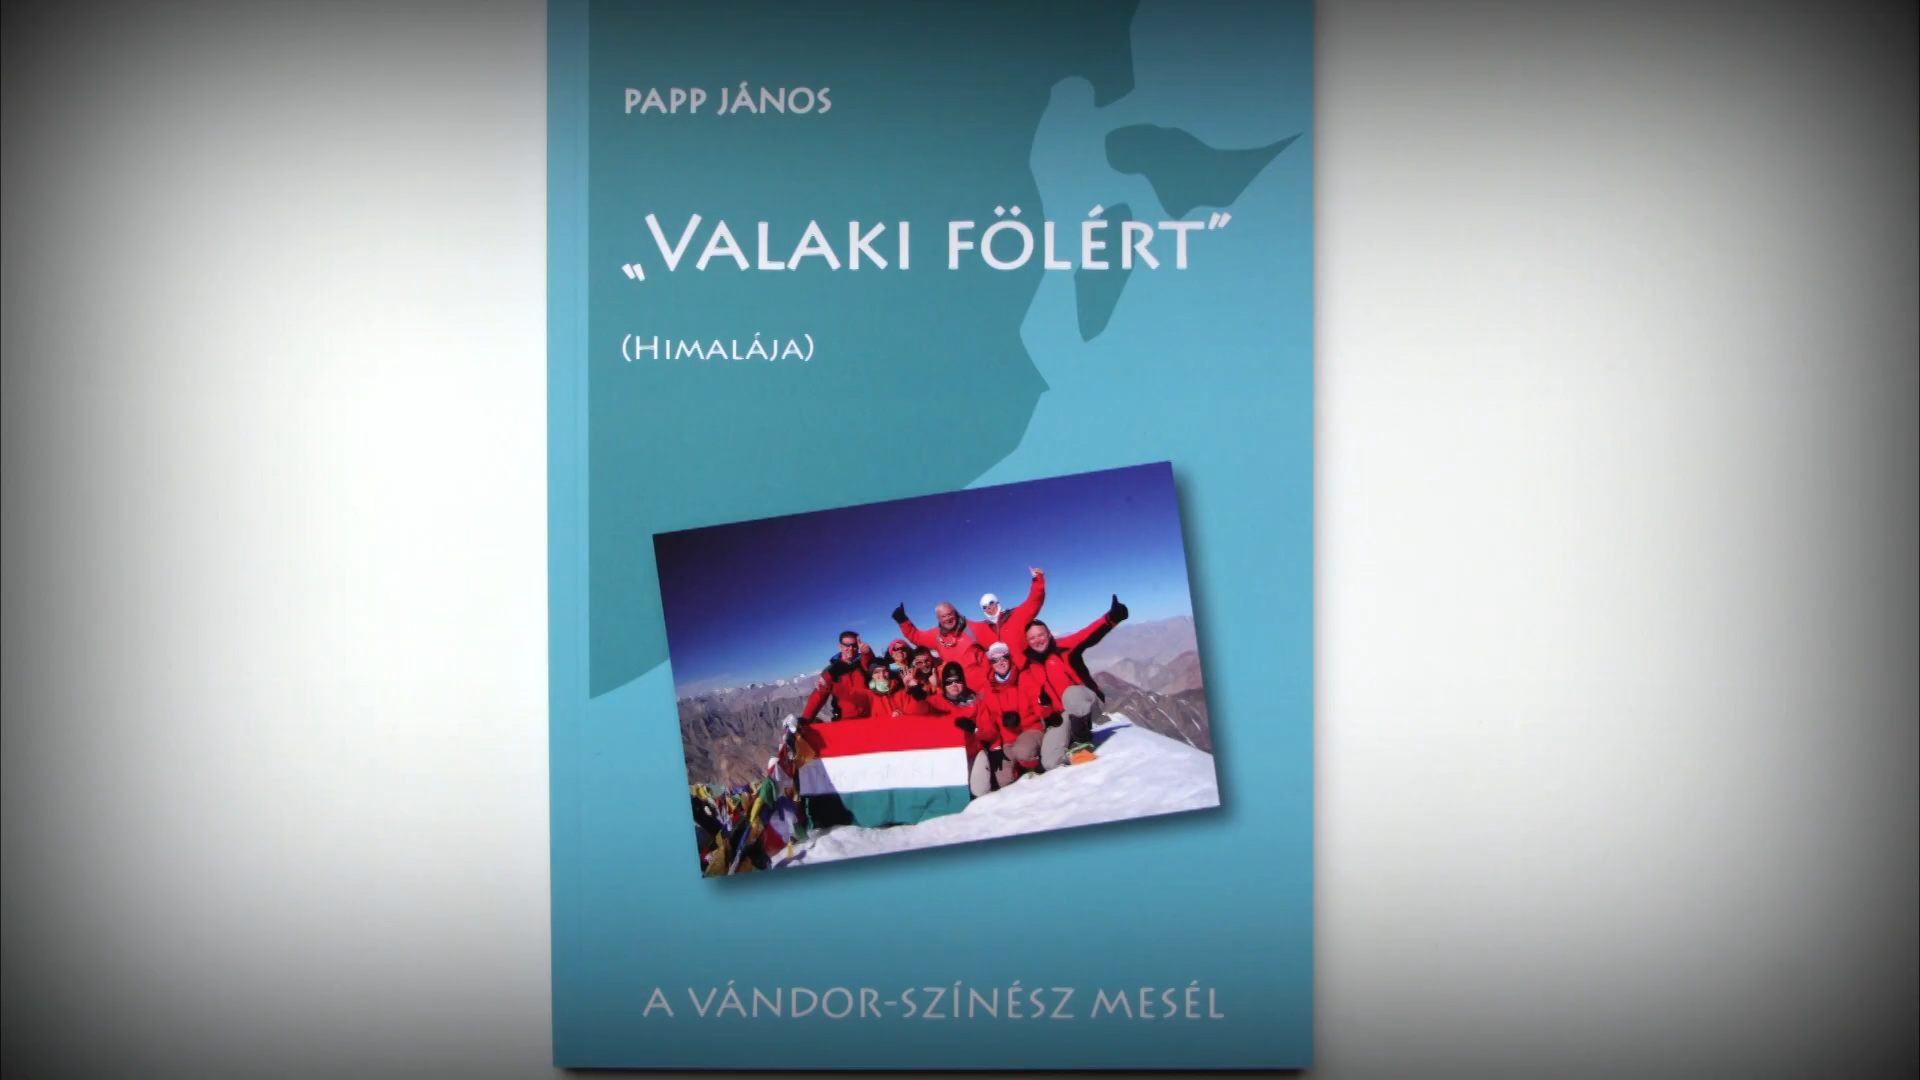 PAPP JÁNOS
„VALAKI FÖLÉRT”
(HIMALÁJA)
A VÁNDOR-SZÍNÉSZ MESÉL